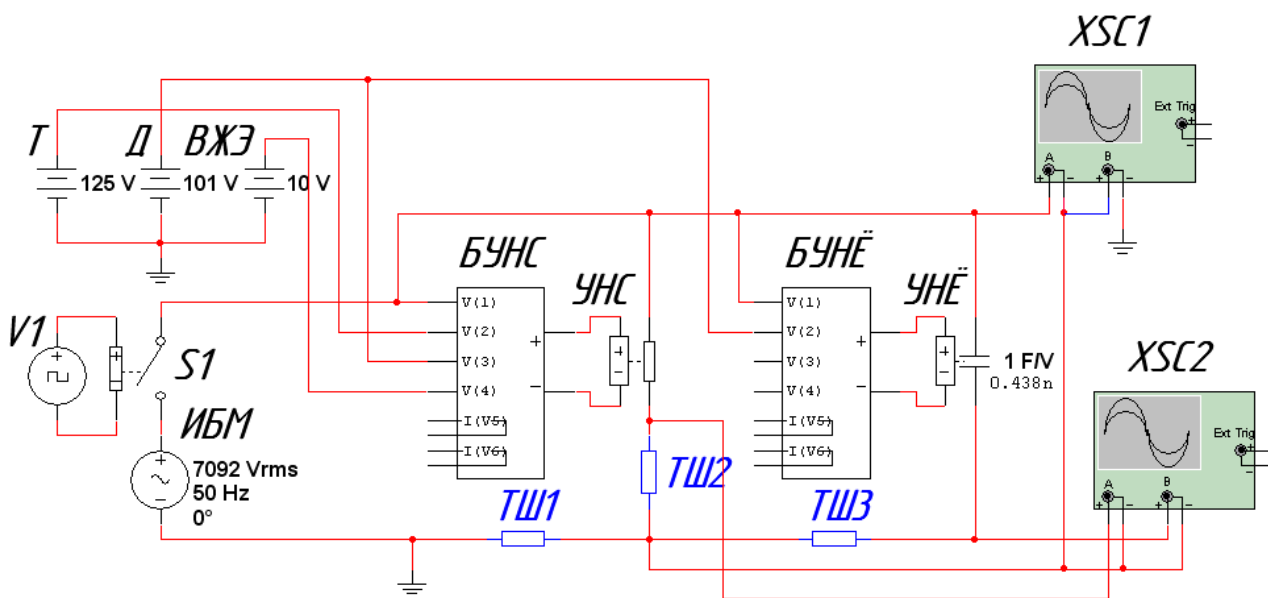 XSC1
Ext Trig
+
−
A
B
+ − + −
Т
Д
ВЖЭ
125 V
101 V
10 V
БУНС
УНС
БУНЁ
УНЁ
V(1)
V(2)
V(3)
V(4)
I(V5)
I(V6)
+
−
V(1)
V(2)
V(3)
V(4)
I(V5)
I(V6)
+
−
V1
S1
ИБМ
7092 Vrms
50 Hz
0°
1 F/V
0.438n
XSC2
Ext Trig
+
−
A
B
+ − + −
ТШ1
ТШ2
ТШ3